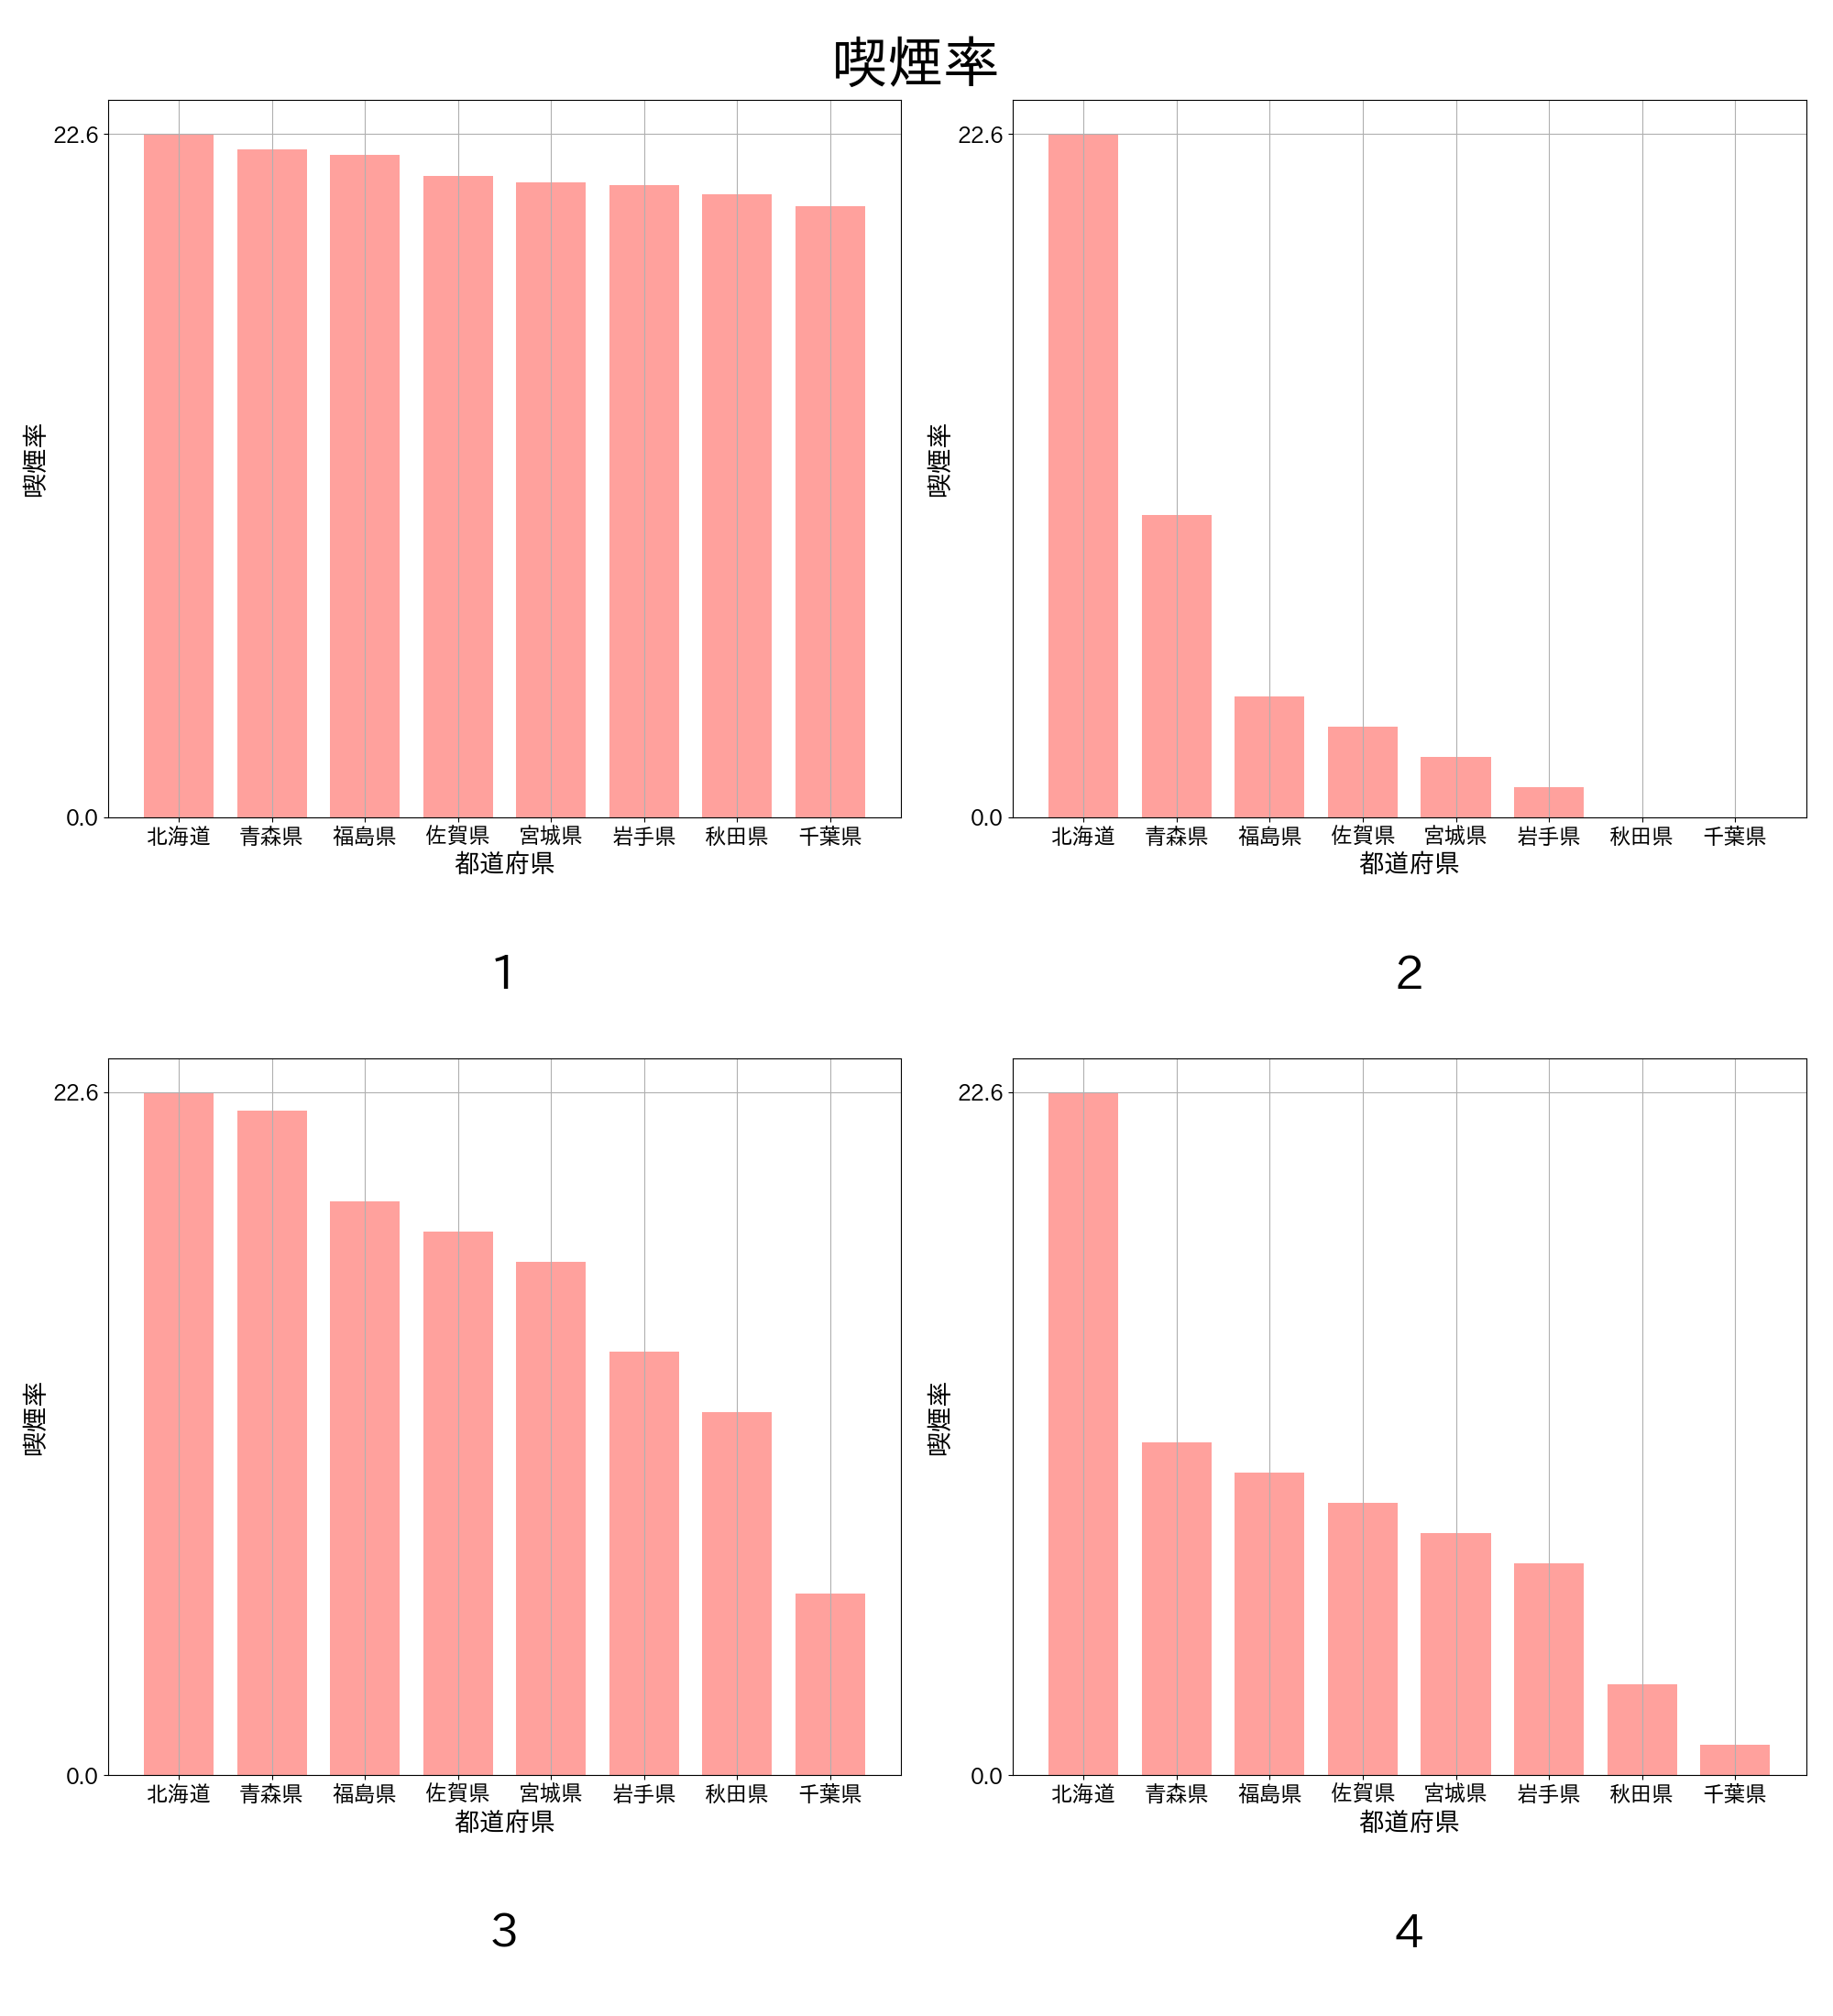 喫煙率
22.6
0.0
喫煙率
北海道 青森県 福島県 佐賀県 宮城県 岩手県 秋田県 千葉県
都道府県
1
22.6
0.0
喫煙率
北海道 青森県 福島県 佐賀県 宮城県 岩手県 秋田県 千葉県
都道府県
2
22.6
0.0
喫煙率
北海道 青森県 福島県 佐賀県 宮城県 岩手県 秋田県 千葉県
都道府県
3
22.6
0.0
喫煙率
北海道 青森県 福島県 佐賀県 宮城県 岩手県 秋田県 千葉県
都道府県
4